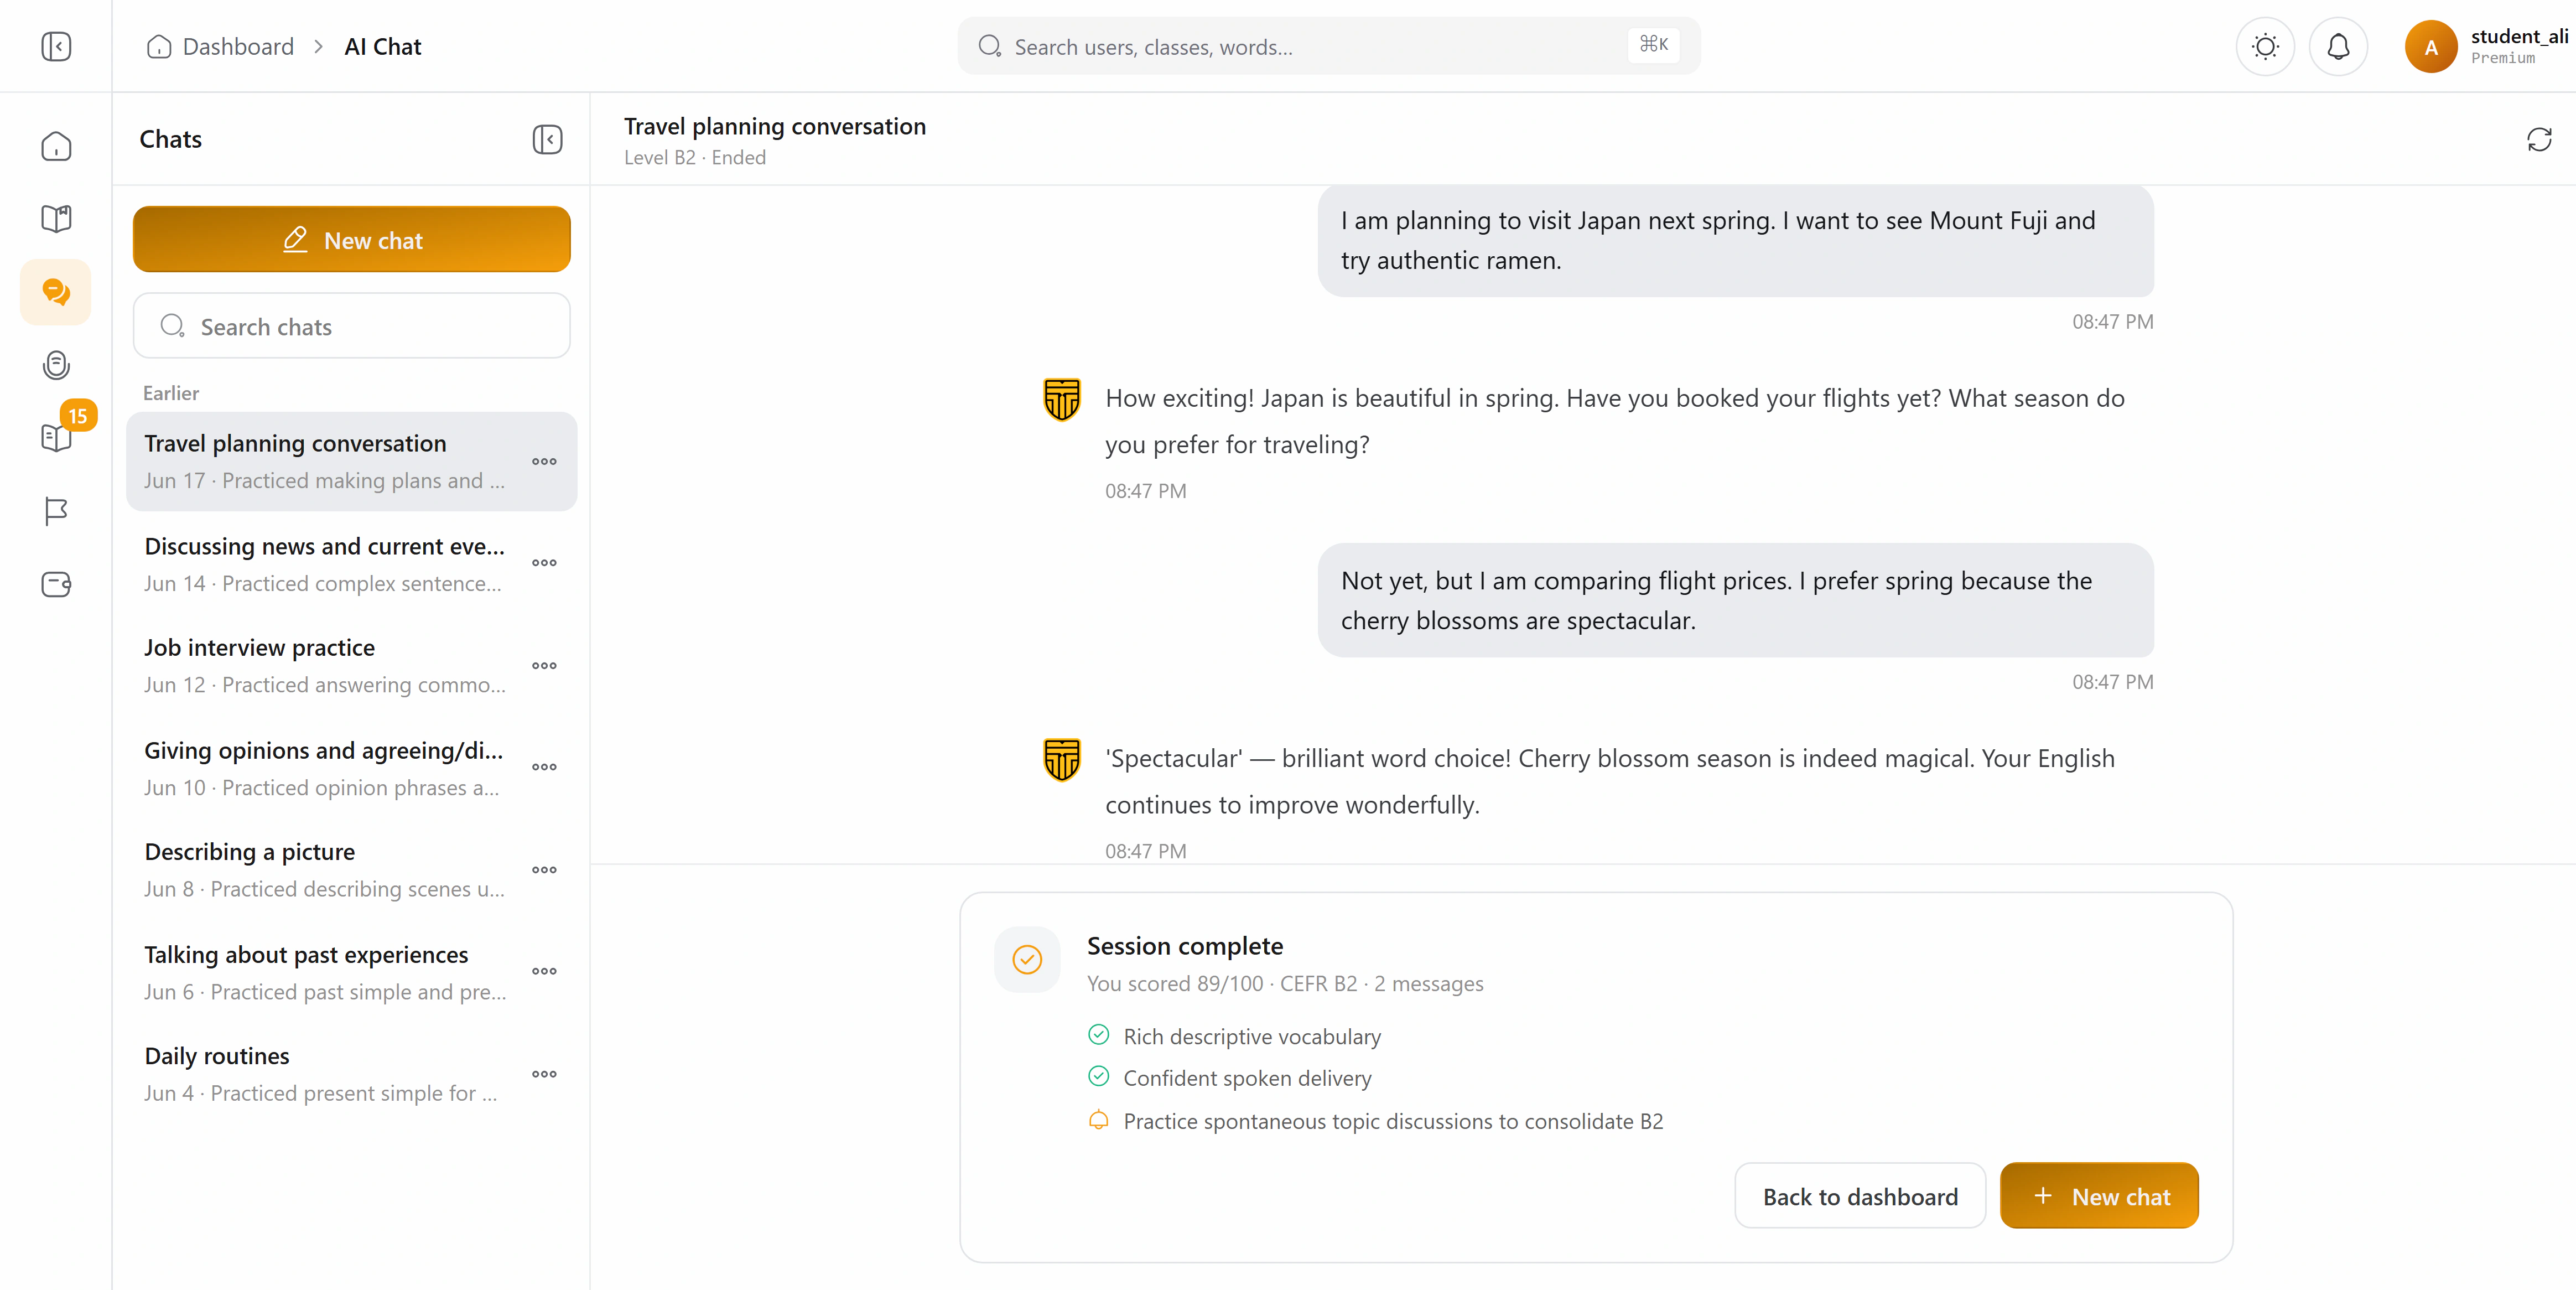 Dashboard > AI Chat
Search users, classes, words...
⌘K
A
student_ali
Premium
15
Chats
New chat
Search chats
Earlier
Travel planning conversation
Jun 17 · Practiced making plans and ...
Discussing news and current eve...
Jun 14 · Practiced complex sentence...
Job interview practice
Jun 12 · Practiced answering commo...
Giving opinions and agreeing/di...
Jun 10 · Practiced opinion phrases a...
Describing a picture
Jun 8 · Practiced describing scenes u...
Talking about past experiences
Jun 6 · Practiced past simple and pre...
Daily routines
Jun 4 · Practiced present simple for ...
Travel planning conversation
Level B2 · Ended
I am planning to visit Japan next spring. I want to see Mount Fuji and
try authentic ramen.
08:47 PM
How exciting! Japan is beautiful in spring. Have you booked your flights yet? What season do
you prefer for traveling?
08:47 PM
Not yet, but I am comparing flight prices. I prefer spring because the
cherry blossoms are spectacular.
08:47 PM
'Spectacular' — brilliant word choice! Cherry blossom season is indeed magical. Your English
continues to improve wonderfully.
08:47 PM
Session complete
You scored 89/100 · CEFR B2 · 2 messages
Rich descriptive vocabulary
Confident spoken delivery
Practice spontaneous topic discussions to consolidate B2
Back to dashboard
+ New chat